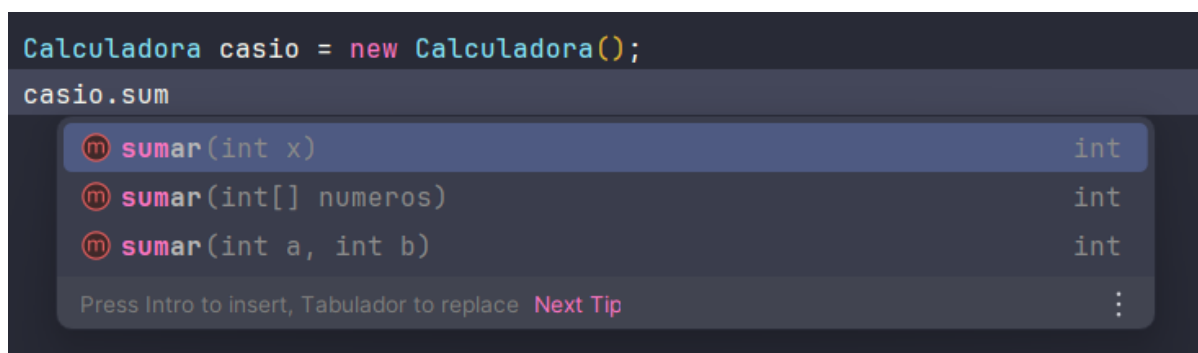 Calculadora casio = new Calculadora();
casio.sum
m sumar(int x) int
m sumar(int[] numeros) int
m sumar(int a, int b) int
Press Intro to insert, Tabulador to replace Next Tip